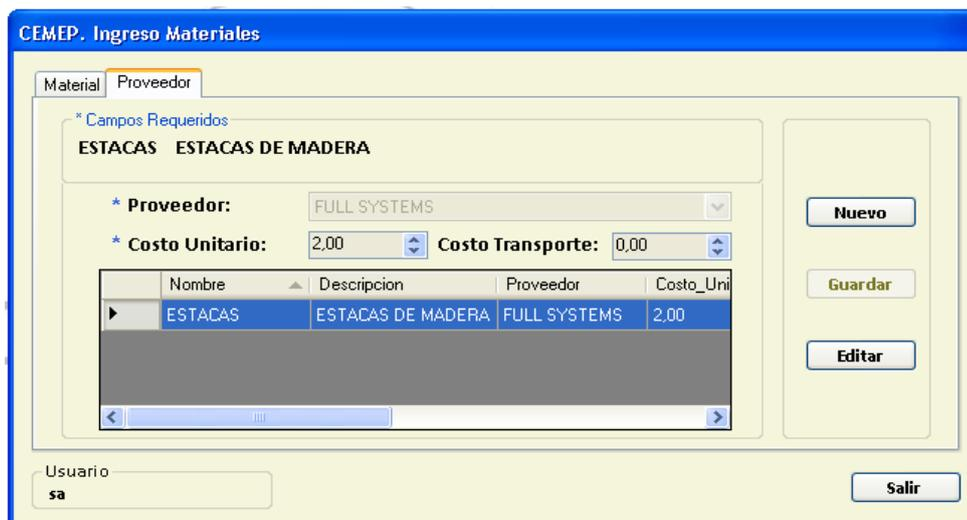 CEMEP. Ingreso Materiales
Material Proveedor
* Campos Requeridos
ESTACAS ESTACAS DE MADERA
* Proveedor: FULL SYSTEMS
Nuevo
* Costo Unitario: 2,00 Costo Transporte: 0,00
Nombre Descripcion Proveedor Costo_Uni
Guardar
ESTACAS ESTACAS DE MADERA FULL SYSTEMS 2,00
Editar
Usuario
sa
Salir